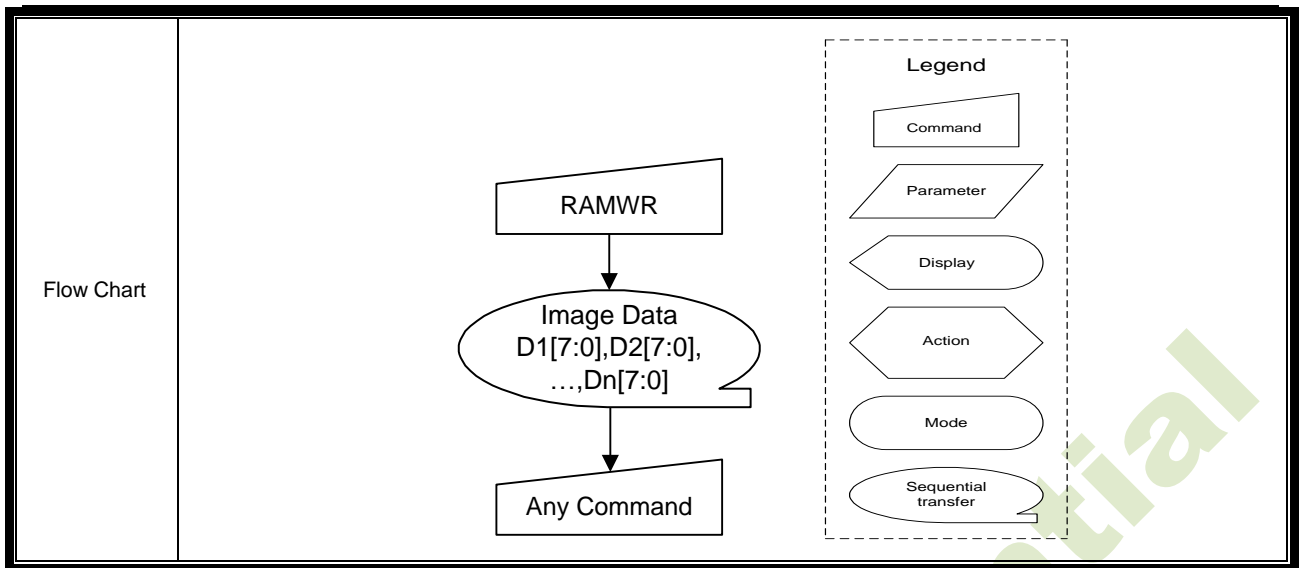 Flow Chart
RAMWR
Image Data
D1[7:0],D2[7:0],
…,Dn[7:0]
Any Command
Legend
Command
Parameter
Display
Action
Mode
Sequential
transfer